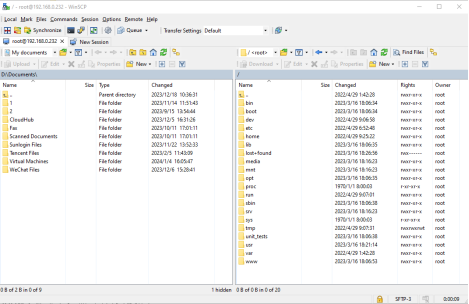 / - root@192.168.0.232 - WinSCP
Local Mark Files Commands Session Options Remote Help
Synchronize Queue Transfer Settings Default
root@192.168.0.232 × New Session
My documents
/ <root> Find Files
Upload Edit Properties New
Download Edit Properties New
D:\Documents\
Name Size Type Changed
.. Parent directory 2023/12/18 10:36:31
1 File folder 2023/11/14 11:51:43
2 File folder 2023/9/15 13:54:44
CloudHub File folder 2023/12/5 16:31:26
Fax File folder 2023/10/11 17:01:11
Scanned Documents File folder 2023/10/11 17:01:11
Sunlogin Files File folder 2023/11/22 13:52:33
Tencent Files File folder 2023/2/5 11:43:09
Virtual Machines File folder 2024/1/4 16:05:47
WeChat Files File folder 2023/12/6 15:28:41
/
Name Size Changed Rights Owner
.. 2022/4/29 1:42:28 rwxr-xr-x root
bin 2023/3/16 18:06:34 rwxr-xr-x root
boot 2023/3/16 18:06:34 rwxr-xr-x root
dev 2022/4/29 9:06:58 rwxr-xr-x root
etc 2022/4/29 6:52:48 rwxr-xr-x root
home 2022/4/29 9:25:22 rwxr-xr-x root
lib 2023/3/16 18:06:35 rwxr-xr-x root
lost+found 2023/3/16 18:26:56 rwx------ root
media 2023/3/16 18:16:23 rwxr-xr-x root
mnt 2023/3/16 18:16:23 rwxr-xr-x root
opt 2023/3/16 18:06:35 rwxr-xr-x root
proc 1970/1/1 8:00:03 r-xr-xr-x root
run 2022/4/29 9:07:31 rwxr-xr-x root
sbin 2023/3/16 18:06:38 rwxr-xr-x root
srv 2023/3/16 18:16:23 rwxr-xr-x root
sys 1970/1/1 8:00:03 r-xr-xr-x root
tmp 2022/4/29 9:07:31 rwxrwxrwt root
unit_tests 2023/3/16 18:06:38 rwxr-xr-x root
usr 2023/3/16 18:21:14 rwxr-xr-x root
var 2022/4/29 1:42:28 rwxr-xr-x root
www 2023/3/16 18:06:53 rwxr-xr-x root
0 B of 2 B in 0 of 9 1 hidden
0 B of 0 B in 0 of 20
SFTP-3 0:00:09